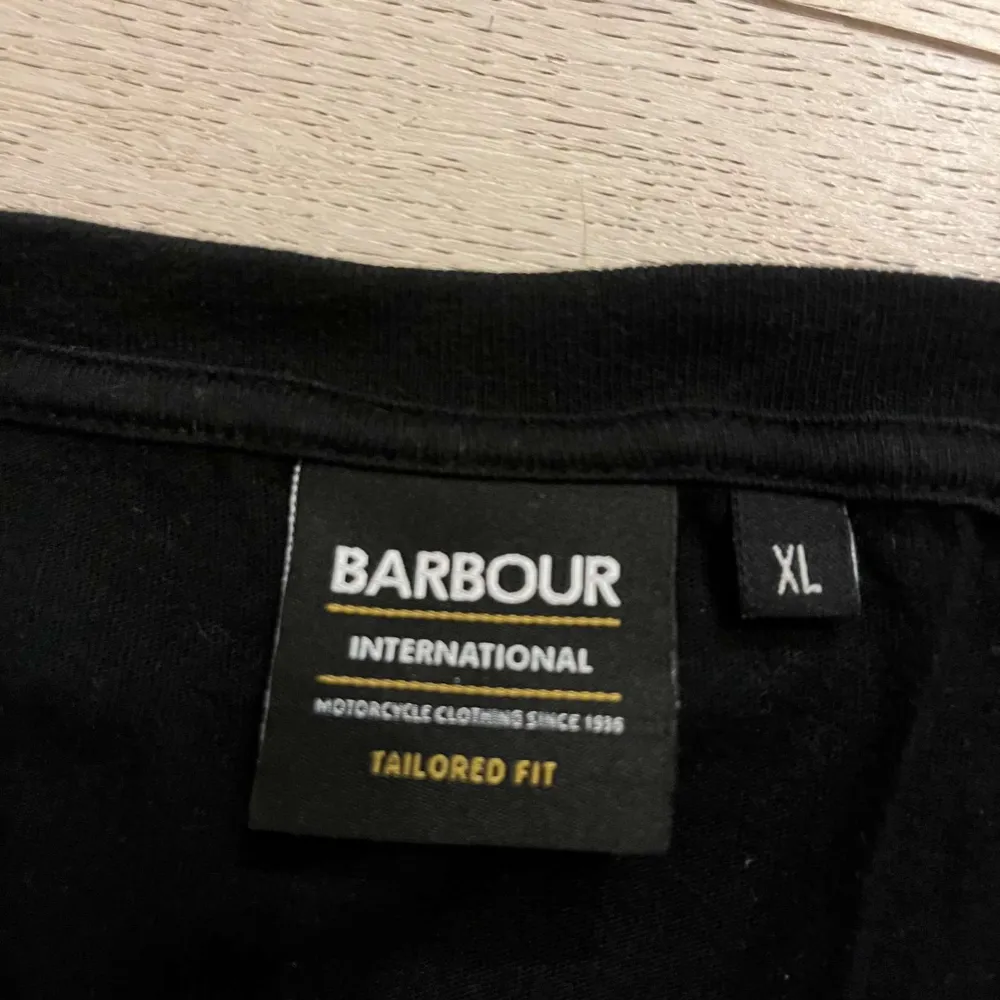 BARBOUR
INTERNATIONAL
MOTORCYCLE CLOTHING SINCE 1936
TAILORED FIT
XL